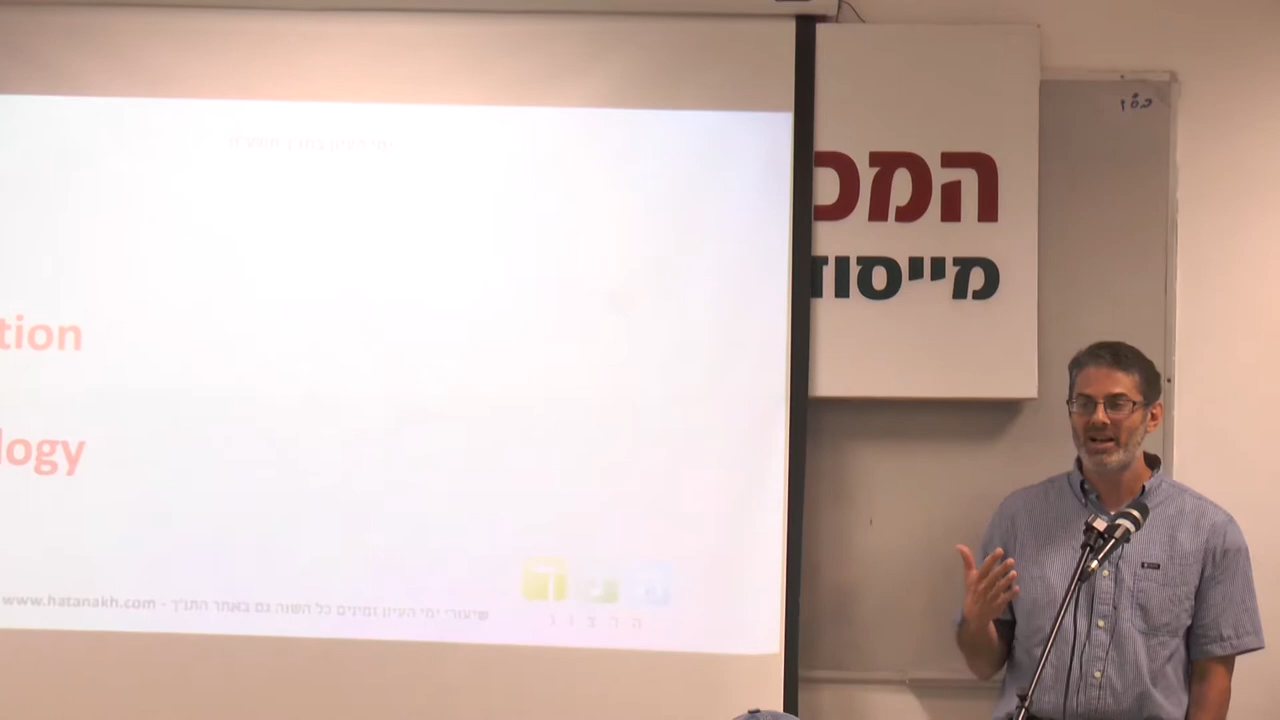 המכ
מייסוד
tion
logy
שיעורי ימי העיון זמינים כל השנה גם באתר התנ"ך - www.hatanakh.com